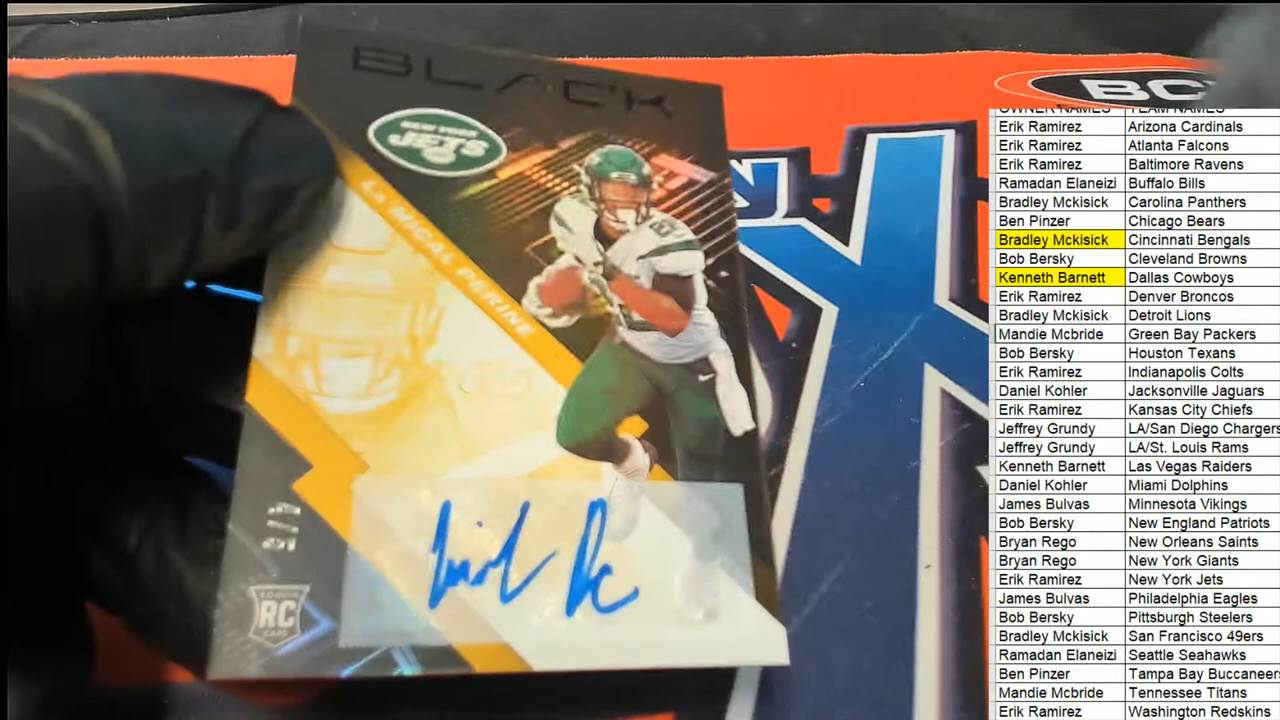 BLACK
NEW YORK
JETS
LA'MICAL PERINE
4/5
RC
CARD
BC
OWNER NAMES TEAM NAMES
Erik Ramirez Arizona Cardinals
Erik Ramirez Atlanta Falcons
Erik Ramirez Baltimore Ravens
Ramadan Elaneizi Buffalo Bills
Bradley Mckisick Carolina Panthers
Ben Pinzer Chicago Bears
Bradley Mckisick Cincinnati Bengals
Bob Bersky Cleveland Browns
Kenneth Barnett Dallas Cowboys
Erik Ramirez Denver Broncos
Bradley Mckisick Detroit Lions
Mandie Mcbride Green Bay Packers
Bob Bersky Houston Texans
Erik Ramirez Indianapolis Colts
Daniel Kohler Jacksonville Jaguars
Erik Ramirez Kansas City Chiefs
Jeffrey Grundy LA/San Diego Chargers
Jeffrey Grundy LA/St. Louis Rams
Kenneth Barnett Las Vegas Raiders
Daniel Kohler Miami Dolphins
James Bulvas Minnesota Vikings
Bob Bersky New England Patriots
Bryan Rego New Orleans Saints
Bryan Rego New York Giants
Erik Ramirez New York Jets
James Bulvas Philadelphia Eagles
Bob Bersky Pittsburgh Steelers
Bradley Mckisick San Francisco 49ers
Ramadan Elaneizi Seattle Seahawks
Ben Pinzer Tampa Bay Buccaneers
Mandie Mcbride Tennessee Titans
Erik Ramirez Washington Redskins